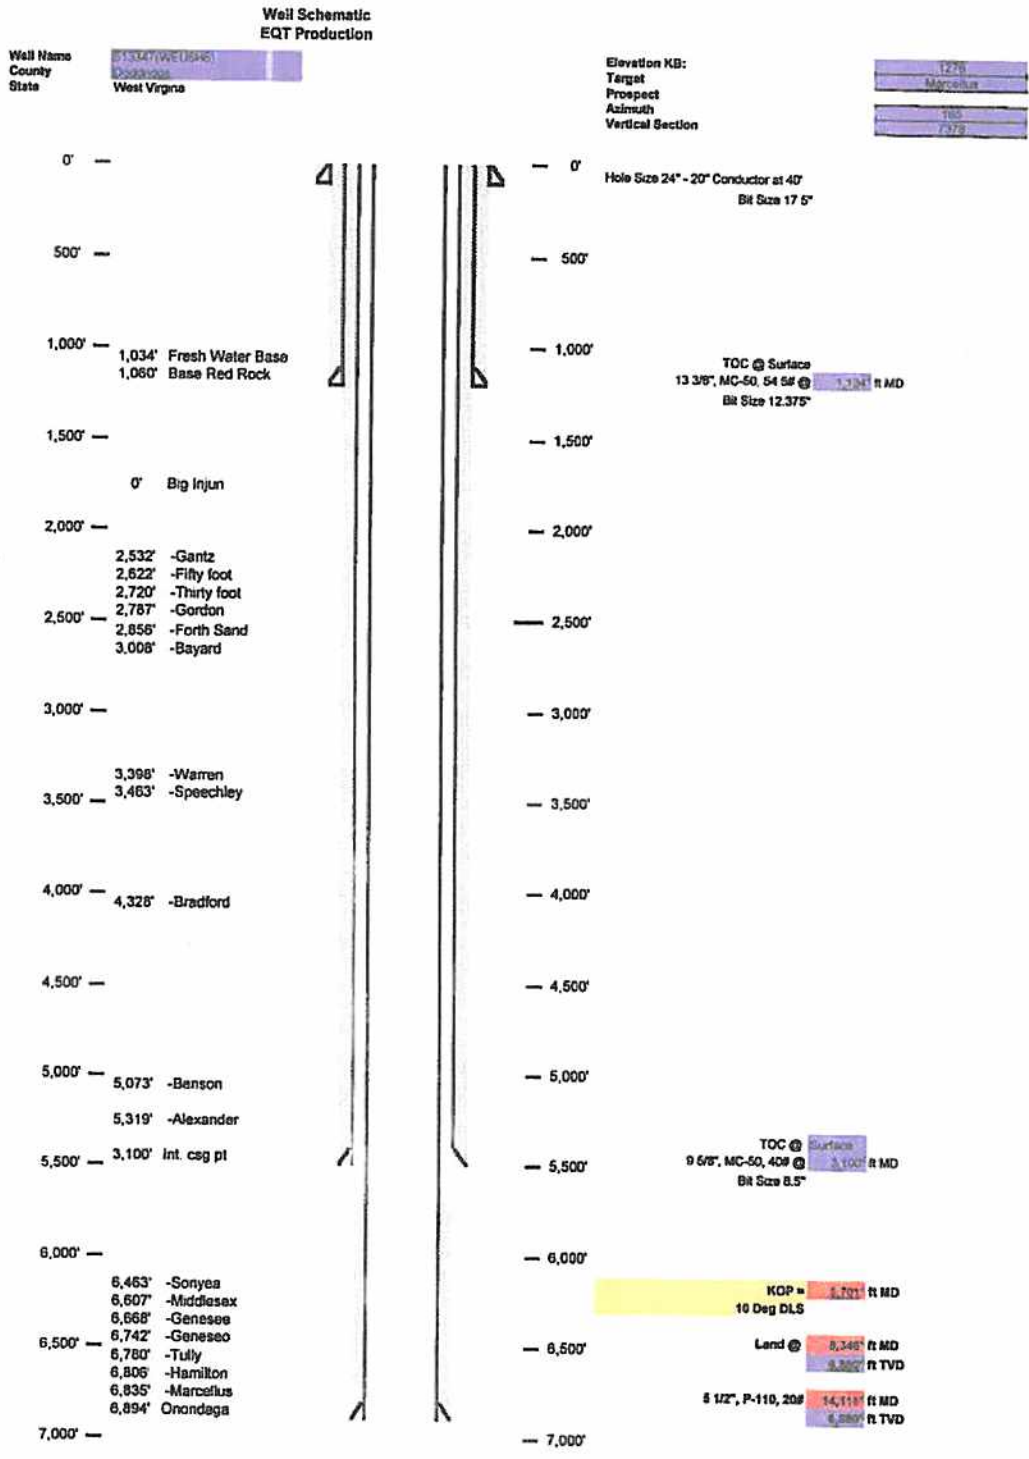 Well Schematic
EQT Production
Well Name
County
State West Virgina
Elevation KB:
Target Marcellus
Prospect
Azimuth
Vertical Section
0' 0'
Hole Size 24" - 20" Conductor at 40'
Bit Size 17 5"
500' 500'
1,000' 1,000'
1,034' Fresh Water Base
1,060' Base Red Rock
TOC @ Surface
13 3/8", MC-50, 54 5# @ ft MD
Bit Size 12.375"
1,500' 1,500'
0' Big Injun
2,000' 2,000'
2,532' -Gantz
2,622' -Fifty foot
2,720' -Thirty foot
2,787' -Gordon
2,500' 2,500'
2,856' -Forth Sand
3,008' -Bayard
3,000' 3,000'
3,398' -Warren
3,463' -Speechley
3,500' 3,500'
4,000' 4,000'
4,328' -Bradford
4,500' 4,500'
5,000' 5,000'
5,073' -Benson
5,319' -Alexander
3,100' Int. csg pt
5,500' 5,500'
TOC @ Surface
9 5/8", MC-50, 40# @ 3,100' ft MD
Bit Size 8.5"
6,000' 6,000'
6,463' -Sonyea
6,607' -Middlesex
6,668' -Genesee
6,742' -Geneseo
6,500' 6,500'
6,780' -Tully
6,806' -Hamilton
6,835' -Marcellus
6,894' Onondaga
KOP = ft MD
10 Deg DLS
Land @ ft MD
ft TVD
5 1/2", P-110, 20# ft MD
ft TVD
7,000' 7,000'